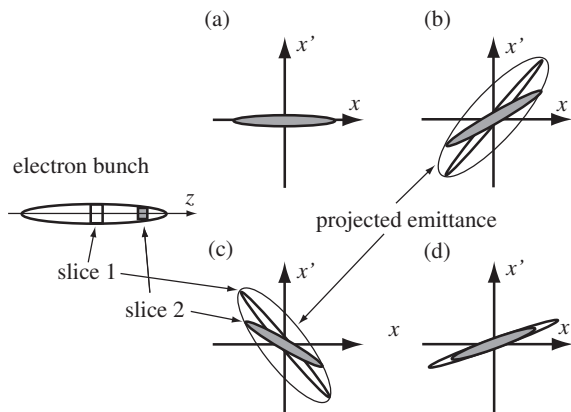 (a)
x'
x
(b)
x'
x
electron bunch
z
slice 1
slice 2
projected emittance
(c)
x'
x
(d)
x'
x